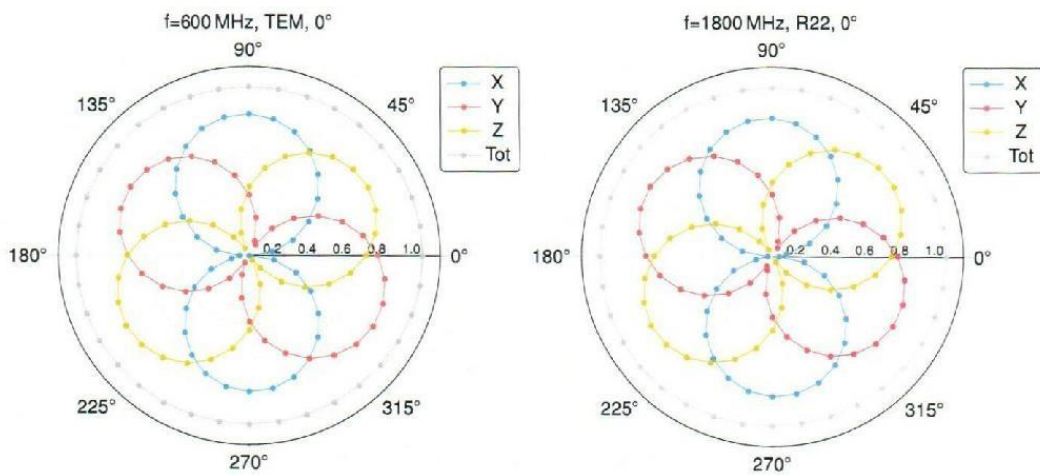 f=600 MHz, TEM, 0°
90°
135°
45°
X
Y
Z
Tot
180°
0.2 0.4 0.6 0.8 1.0
0°
225°
315°
270°
f=1800 MHz, R22, 0°
90°
135°
45°
X
Y
Z
Tot
180°
0.2 0.4 0.6 0.8 1.0
0°
225°
315°
270°